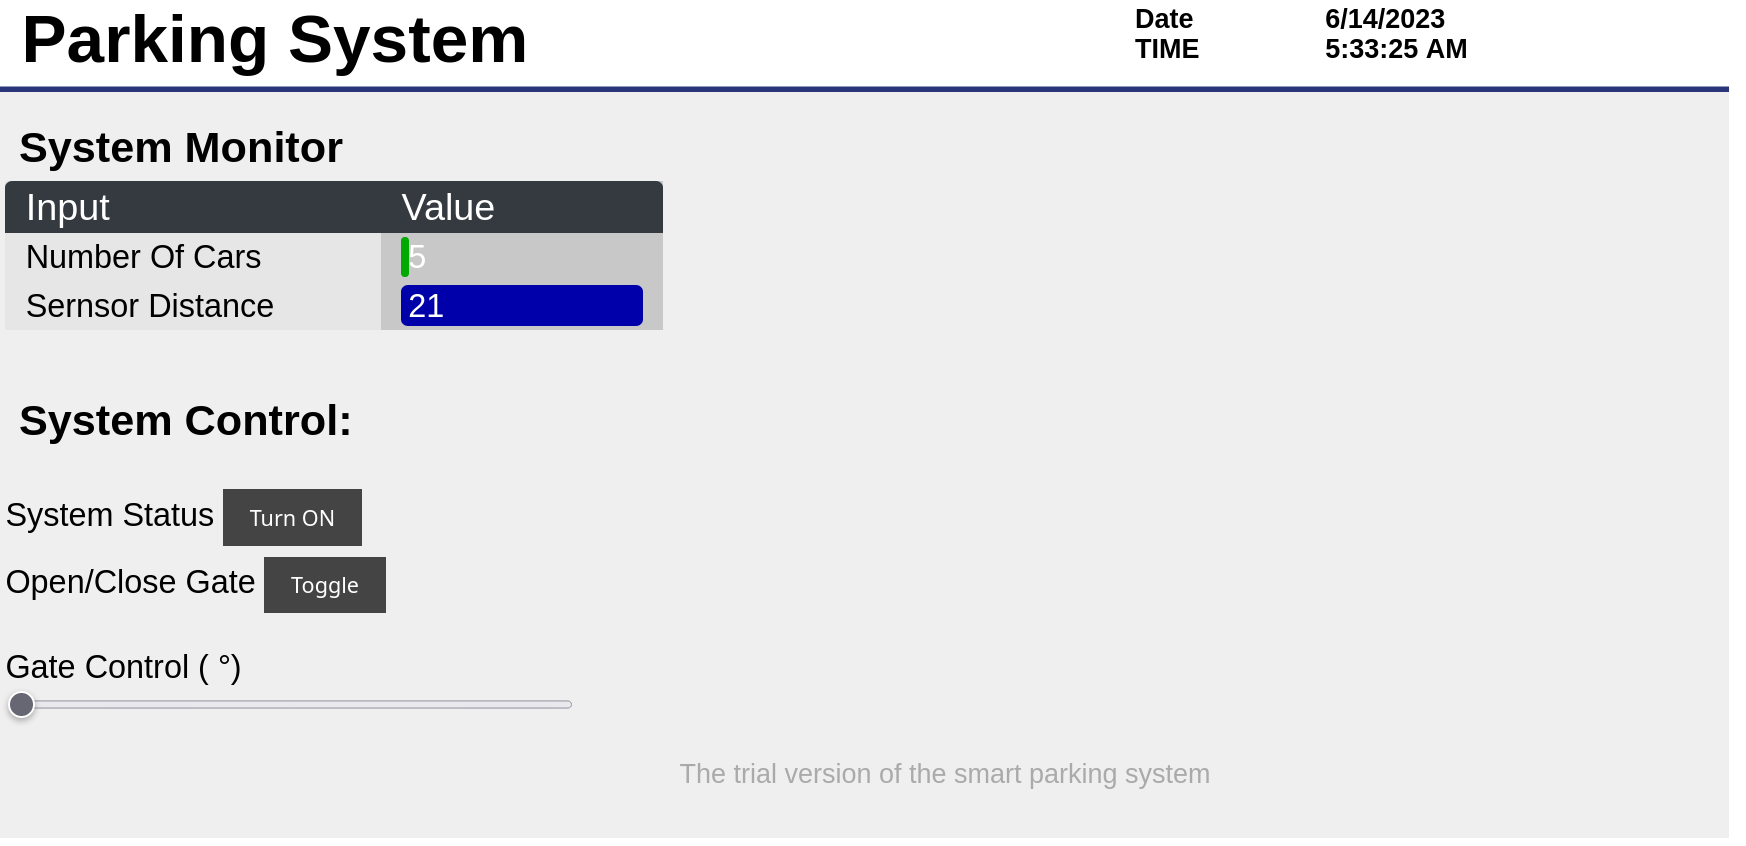 Parking System
Date 6/14/2023
TIME 5:33:25 AM
System Monitor
Input Value
Number Of Cars 5
Sernsor Distance 21
System Control:
System Status Turn ON
Open/Close Gate Toggle
Gate Control ( °)
The trial version of the smart parking system